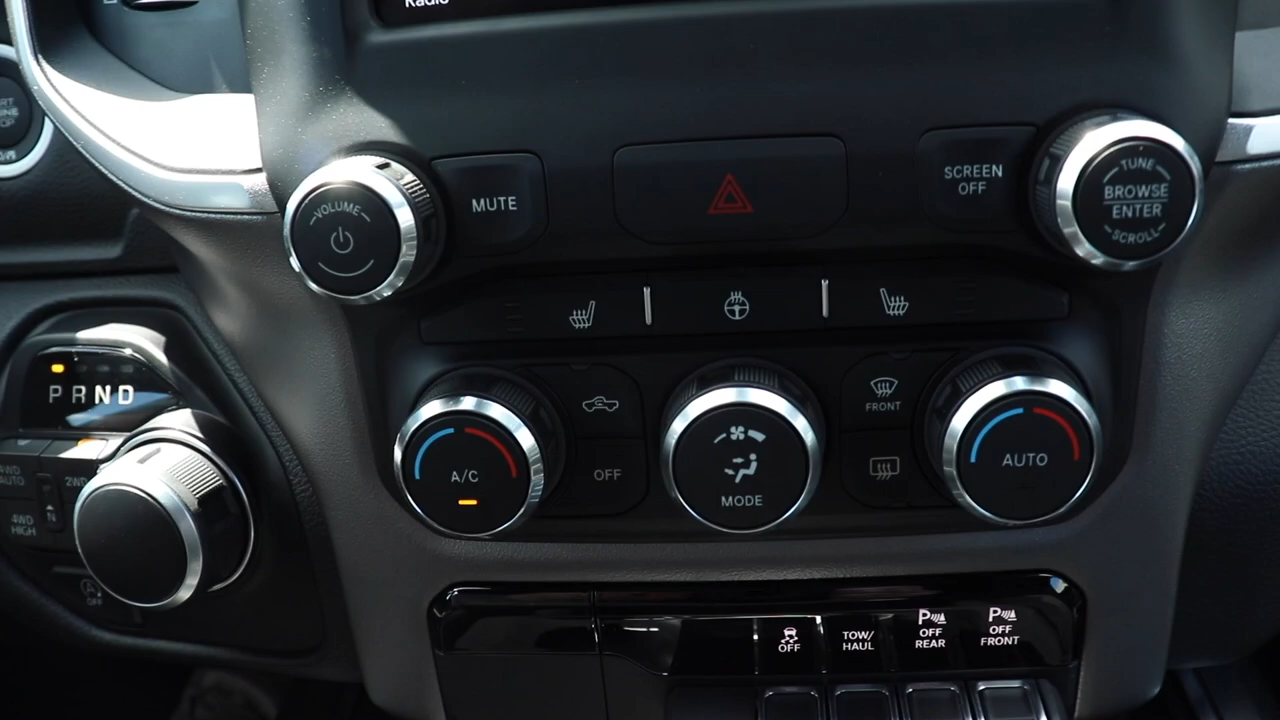 Radio
VOLUME
MUTE
SCREEN
OFF
TUNE
BROWSE
ENTER
SCROLL
PRND
4WD
AUTO
2WD
N
4WD
HIGH
OFF
A/C
OFF
MODE
FRONT
AUTO
OFF
TOW/
HAUL
P
OFF
REAR
P
OFF
FRONT